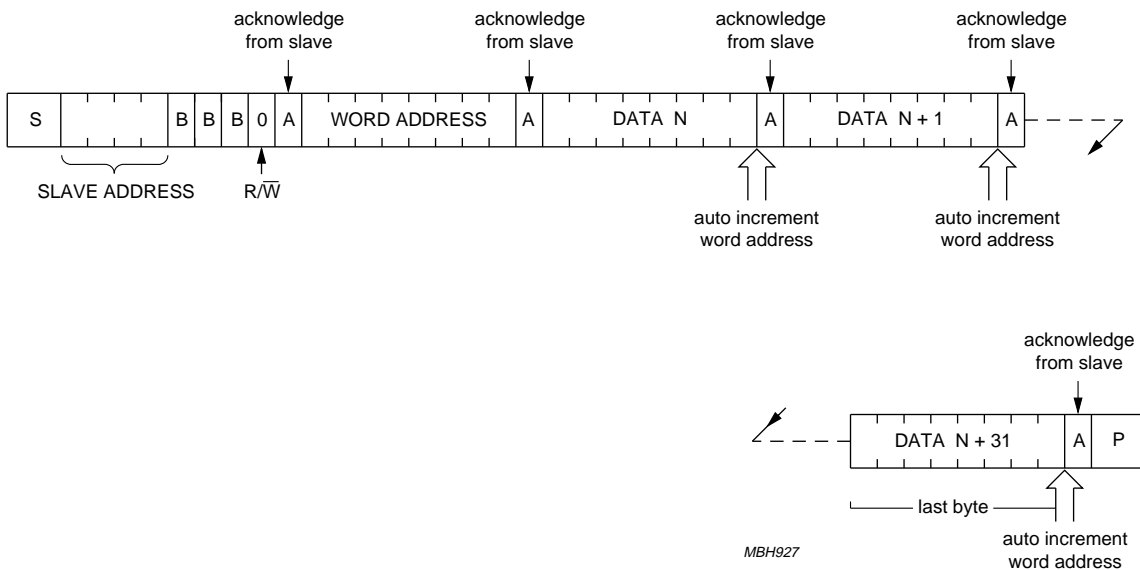 acknowledge from slave
acknowledge from slave
acknowledge from slave
acknowledge from slave
S B B B 0 A WORD ADDRESS A DATA N A DATA N + 1 A
SLAVE ADDRESS
R/W̅
auto increment word address
auto increment word address
acknowledge from slave
DATA N + 31 A P
last byte
auto increment word address
MBH927